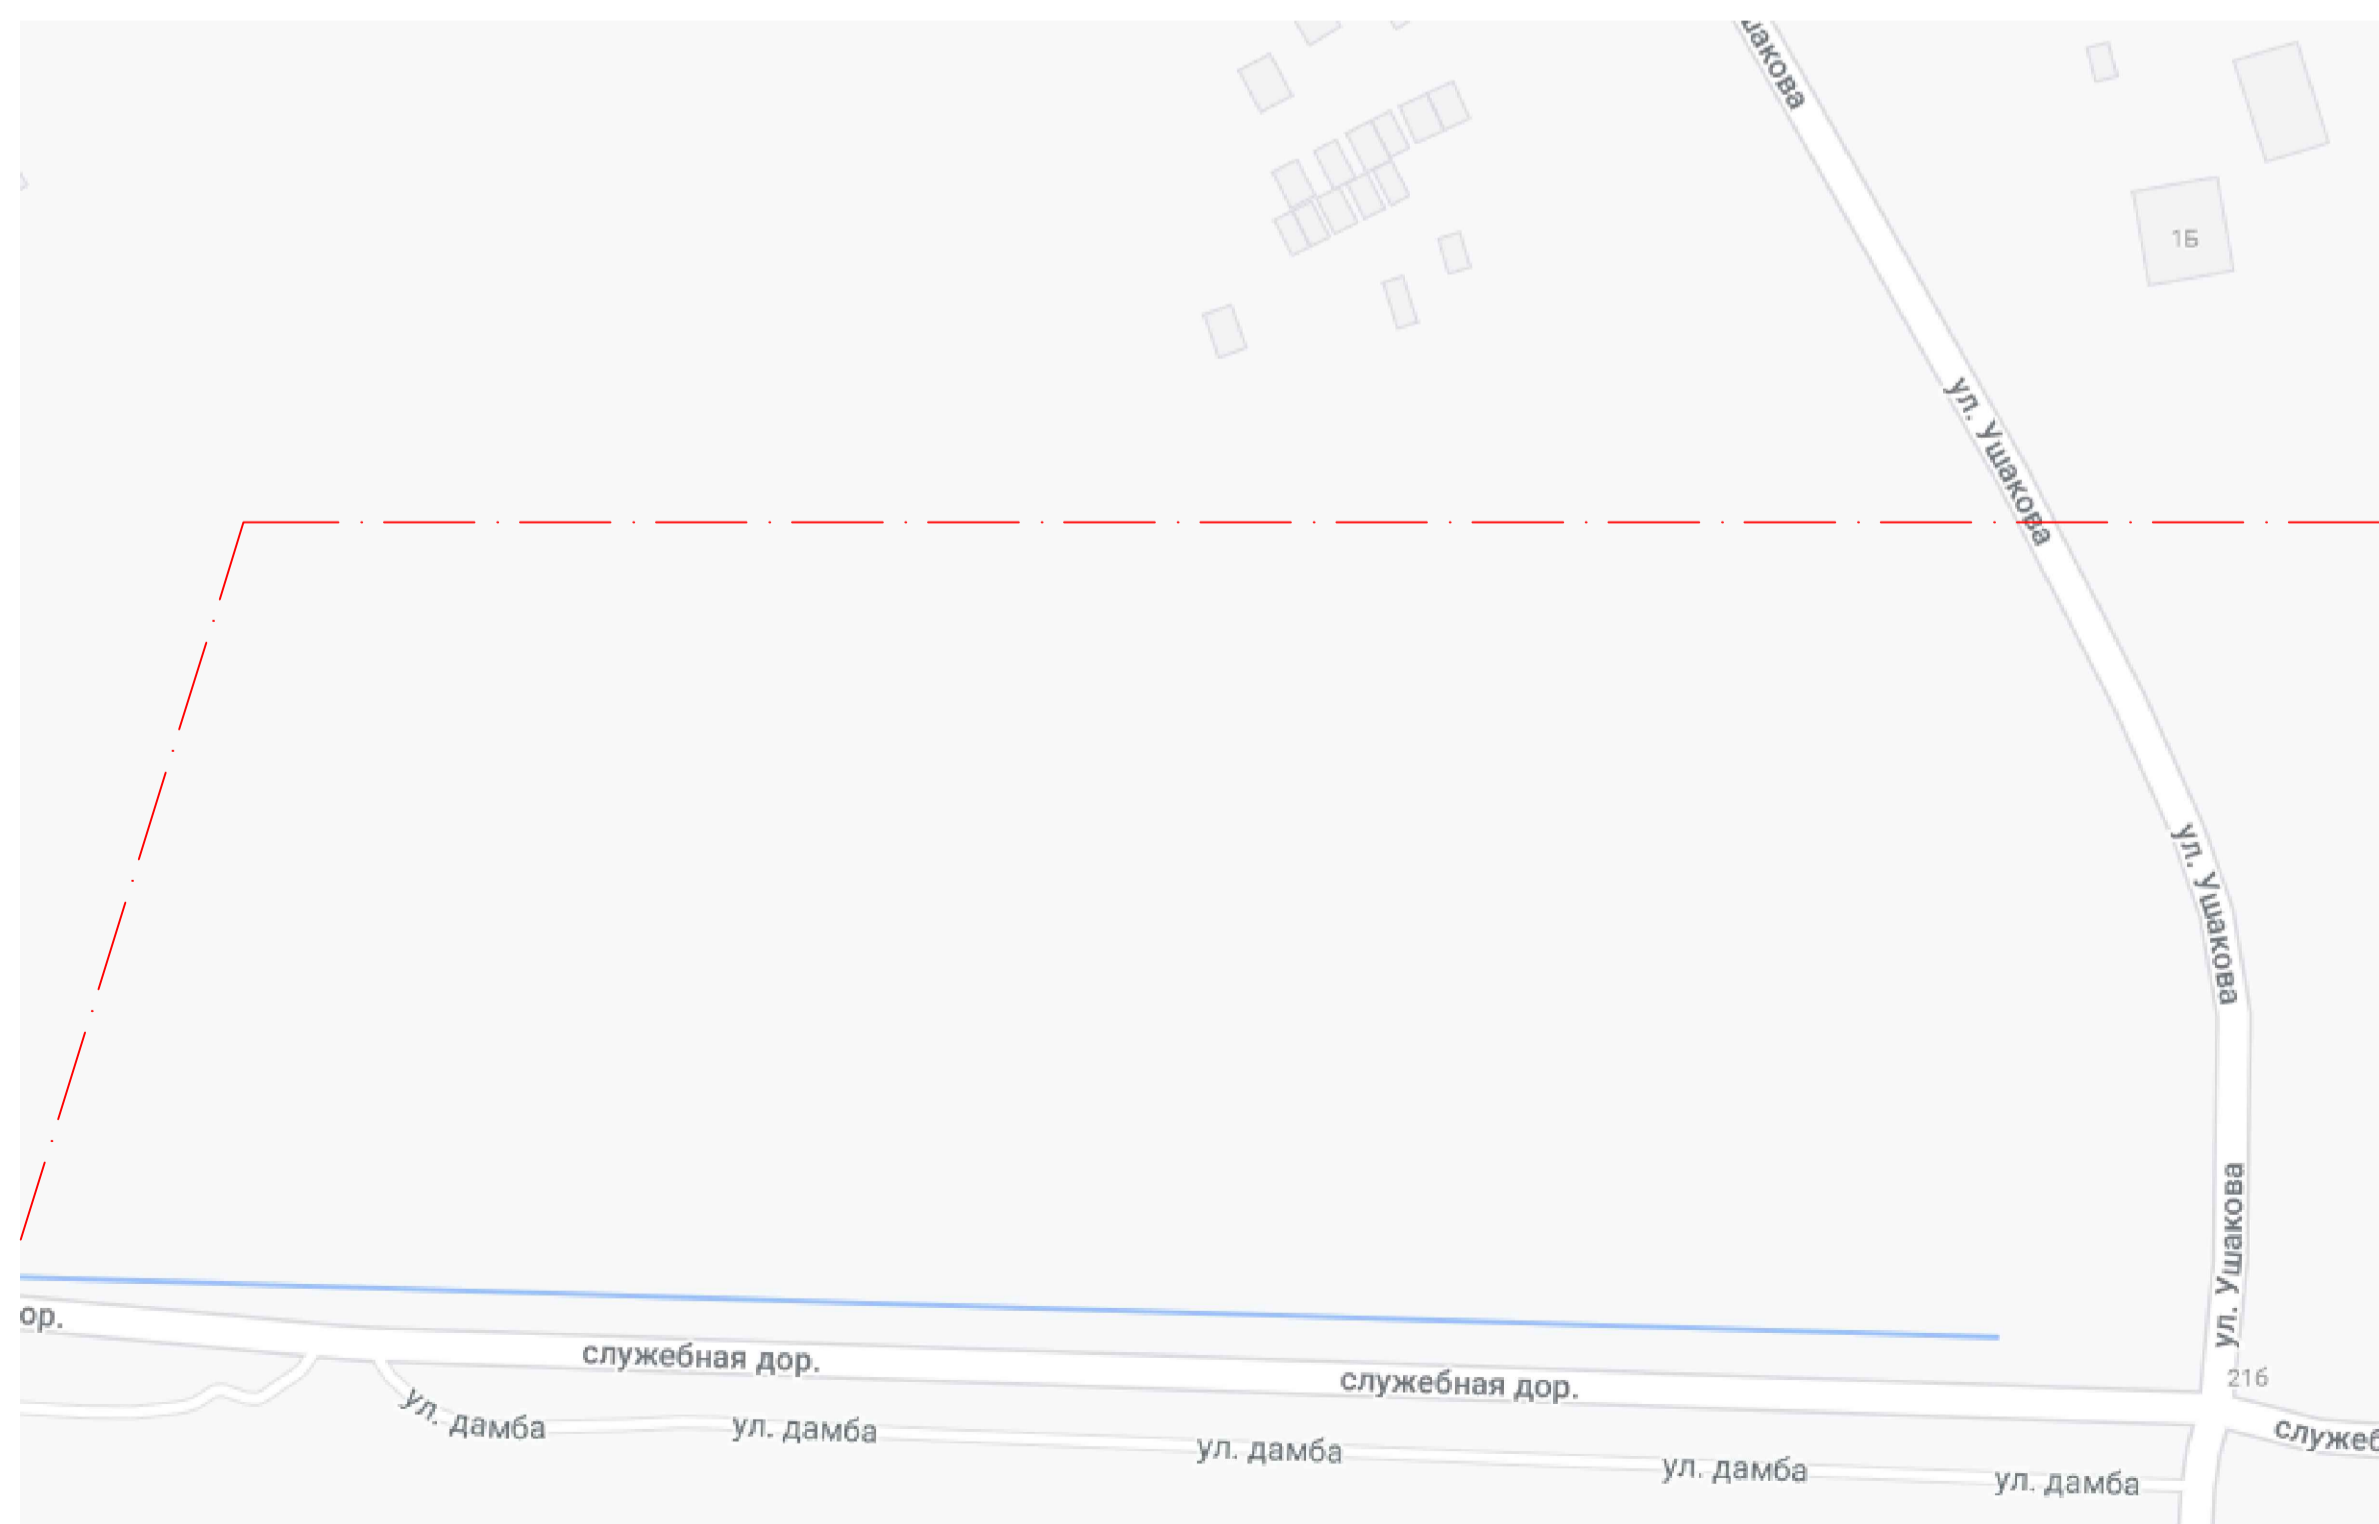 шакова
1Б
ул. Ушакова
ул. Ушакова
ул. Ушакова
ор.
служебная дор.
служебная дор.
216
служеб
ул. дамба
ул. дамба
ул. дамба
ул. дамба
ул. дамба